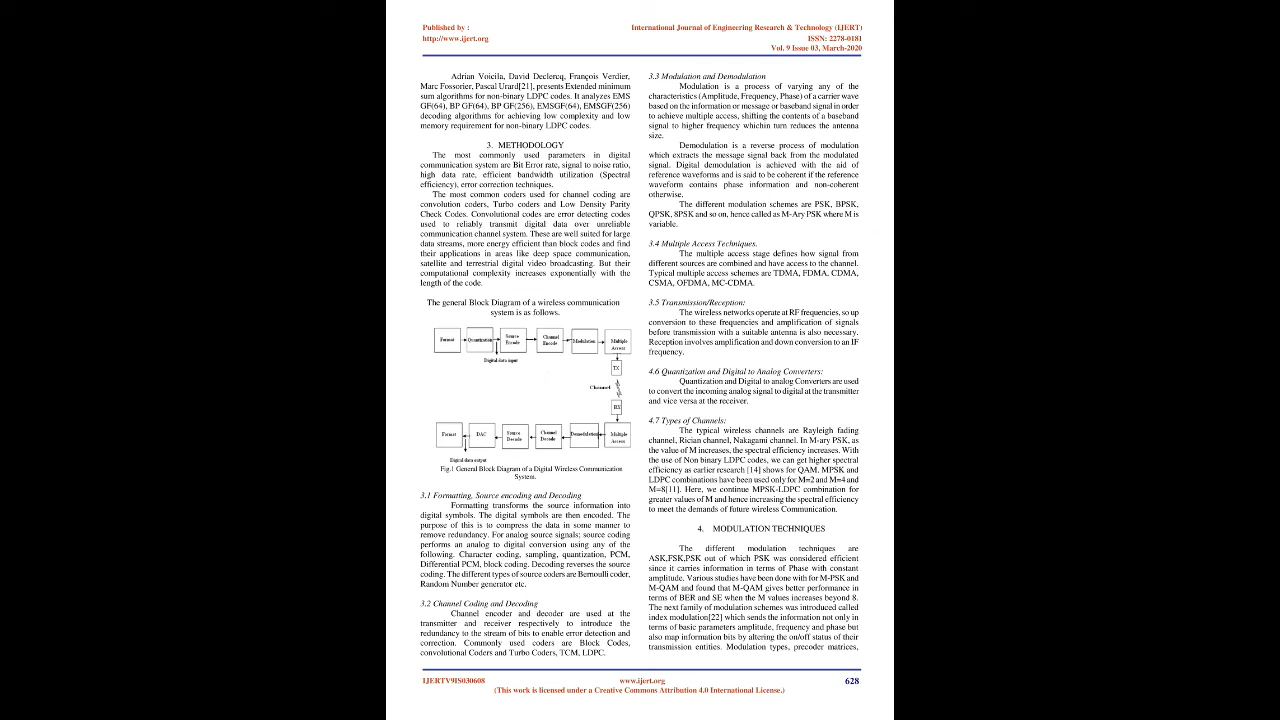 Published by :
http://www.ijert.org
International Journal of Engineering Research & Technology (IJERT)
ISSN: 2278-0181
Vol. 9 Issue 03, March-2020
Adrian Voicila, David Declercq, François Verdier,
Marc Fossorier, Pascal Urard[21], presents Extended minimum
sum algorithms for non-binary LDPC codes. It analyzes EMS
GF(64), BP GF(64), BP GF(256), EMSGF(64), EMSGF(256)
decoding algorithms for achieving low complexity and low
memory requirement for non-binary LDPC codes.
3. METHODOLOGY
The most commonly used parameters in digital
communication system are Bit Error rate, signal to noise ratio,
high data rate, efficient bandwidth utilization (Spectral
efficiency), error correction techniques.
The most common coders used for channel coding are
convolution coders, Turbo coders and Low Density Parity
Check Codes. Convolutional codes are error detecting codes
used to reliably transmit digital data over unreliable
communication channel system. These are well suited for large
data streams, more energy efficient than block codes and find
their applications in areas like deep space communication,
satellite and terrestrial digital video broadcasting. But their
computational complexity increases exponentially with the
length of the code.
The general Block Diagram of a wireless communication
system is as follows.
Format
Quantization
Source
Encode
Channel
Encode
Modulation
Multiple
Access
Digital data input
TX
Channel
RX
Format
DAC
Source
Decode
Channel
Decode
Demodulation
Multiple
Access
Digital data output
Fig.1 General Block Diagram of a Digital Wireless Communication
System.
3.1 Formatting, Source encoding and Decoding
Formatting transforms the source information into
digital symbols. The digital symbols are then encoded. The
purpose of this is to compress the data in some manner to
remove redundancy. For analog source signals; source coding
performs an analog to digital conversion using any of the
following. Character coding, sampling, quantization, PCM,
Differential PCM, block coding. Decoding reverses the source
coding. The different types of source coders are Bernoulli coder,
Random Number generator etc.
3.2 Channel Coding and Decoding
Channel encoder and decoder are used at the
transmitter and receiver respectively to introduce the
redundancy to the stream of bits to enable error detection and
correction. Commonly used coders are Block Codes,
convolutional Coders and Turbo Coders, TCM, LDPC.
3.3 Modulation and Demodulation
Modulation is a process of varying any of the
characteristics (Amplitude, Frequency, Phase) of a carrier wave
based on the information or message or baseband signal in order
to achieve multiple access, shifting the contents of a baseband
signal to higher frequency whichin turn reduces the antenna
size.
Demodulation is a reverse process of modulation
which extracts the message signal back from the modulated
signal. Digital demodulation is achieved with the aid of
reference waveforms and is said to be coherent if the reference
waveform contains phase information and non-coherent
otherwise.
The different modulation schemes are PSK, BPSK,
QPSK, 8PSK and so on, hence called as M-Ary PSK where M is
variable.
3.4 Multiple Access Techniques.
The multiple access stage defines how signal from
different sources are combined and have access to the channel.
Typical multiple access schemes are TDMA, FDMA, CDMA,
CSMA, OFDMA, MC-CDMA.
3.5 Transmission/Reception:
The wireless networks operate at RF frequencies, so up
conversion to these frequencies and amplification of signals
before transmission with a suitable antenna is also necessary.
Reception involves amplification and down conversion to an IF
frequency.
4.6 Quantization and Digital to Analog Converters:
Quantization and Digital to analog Converters are used
to convert the incoming analog signal to digital at the transmitter
and vice versa at the receiver.
4.7 Types of Channels:
The typical wireless channels are Rayleigh fading
channel, Rician channel, Nakagami channel. In M-ary PSK, as
the value of M increases, the spectral efficiency increases. With
the use of Non binary LDPC codes, we can get higher spectral
efficiency as earlier research [14] shows for QAM. MPSK and
LDPC combinations have been used only for M=2 and M=4 and
M=8[11]. Here, we continue MPSK-LDPC combination for
greater values of M and hence increasing the spectral efficiency
to meet the demands of future wireless Communication.
4. MODULATION TECHNIQUES
The different modulation techniques are
ASK,FSK,PSK out of which PSK was considered efficient
since it carries information in terms of Phase with constant
amplitude. Various studies have been done with for M-PSK and
M-QAM and found that M-QAM gives better performance in
terms of BER and SE when the M values increases beyond 8.
The next family of modulation schemes was introduced called
index modulation[22] which sends the information not only in
terms of basic parameters amplitude, frequency and phase but
also map information bits by altering the on/off status of their
transmission entities. Modulation types, precoder matrices,
IJERTV9IS030608
www.ijert.org
(This work is licensed under a Creative Commons Attribution 4.0 International License.)
628